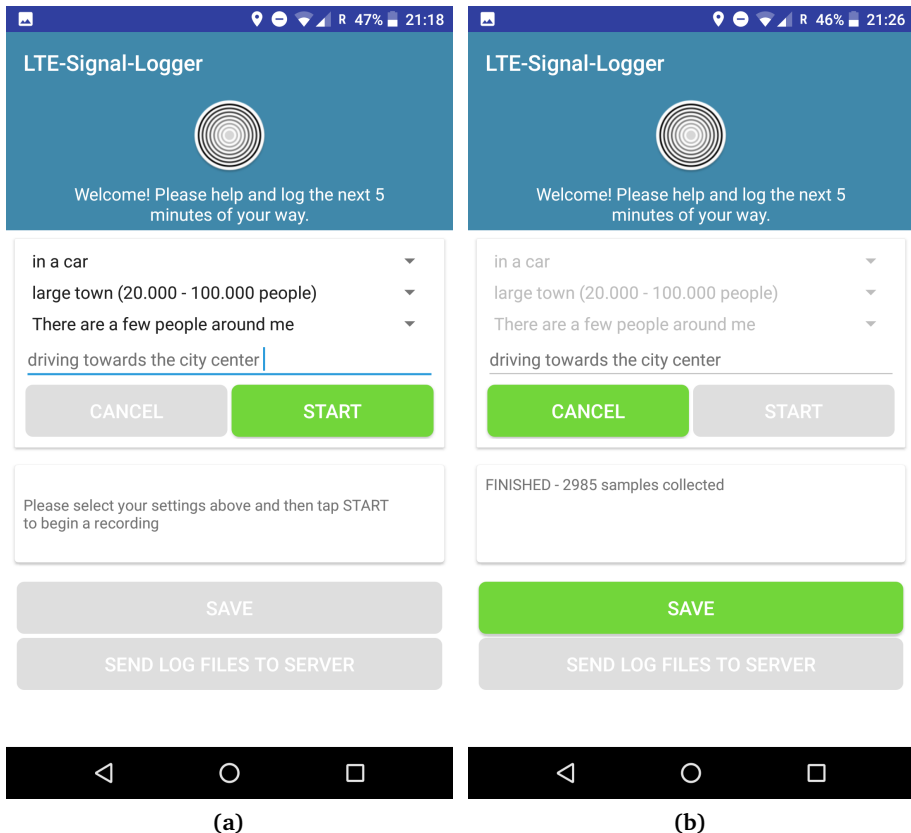 R 47% 21:18
LTE-Signal-Logger
Welcome! Please help and log the next 5
minutes of your way.
in a car
large town (20.000 - 100.000 people)
There are a few people around me
driving towards the city center
CANCEL START
Please select your settings above and then tap START
to begin a recording
SAVE
SEND LOG FILES TO SERVER
(a)
R 46% 21:26
LTE-Signal-Logger
Welcome! Please help and log the next 5
minutes of your way.
in a car
large town (20.000 - 100.000 people)
There are a few people around me
driving towards the city center
CANCEL START
FINISHED - 2985 samples collected
SAVE
SEND LOG FILES TO SERVER
(b)